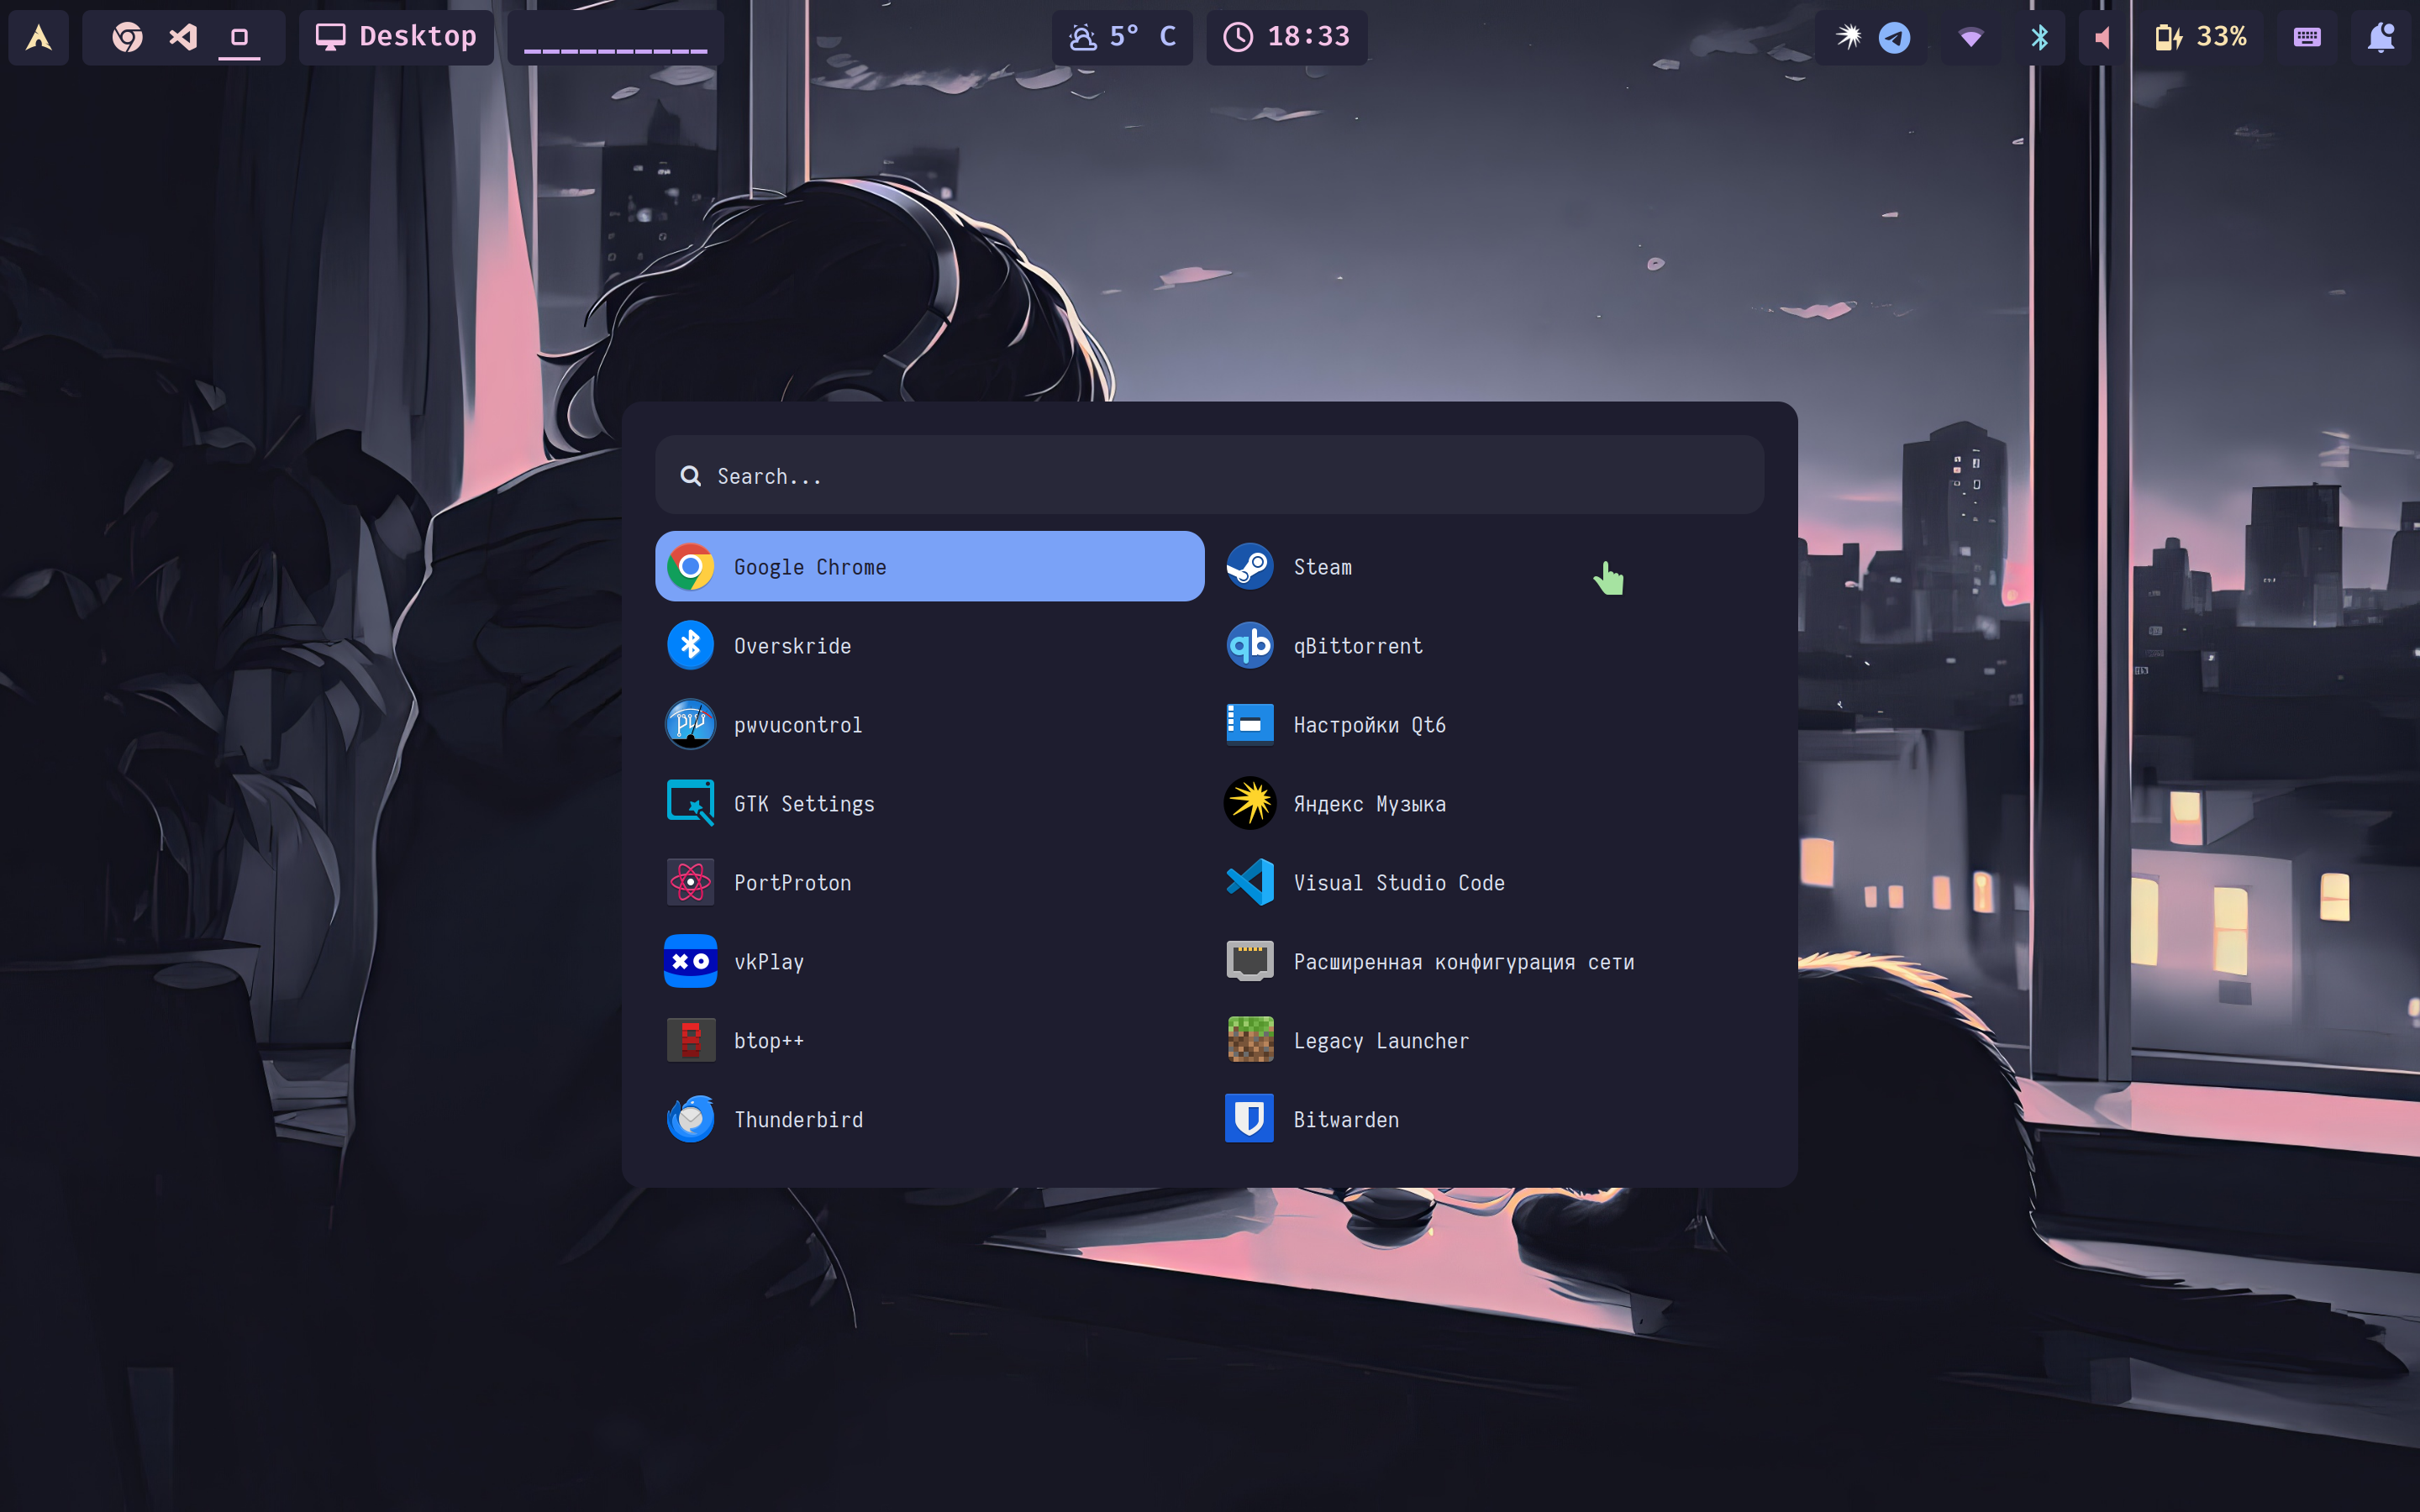 Desktop
5° C
18:33
33%
Search...
Google Chrome
Steam
Overskride
qBittorrent
pwvucontrol
Настройки Qt6
GTK Settings
Яндекс Музыка
PortProton
Visual Studio Code
vkPlay
Расширенная конфигурация сети
btop++
Legacy Launcher
Thunderbird
Bitwarden